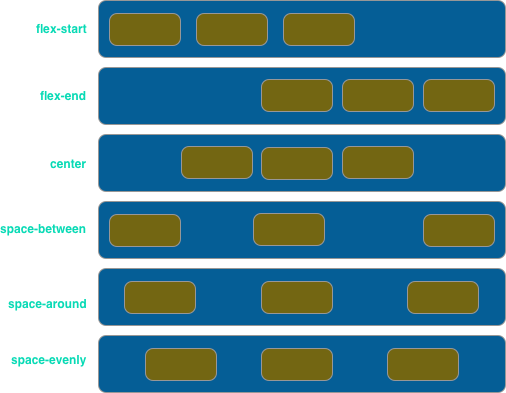 flex-start
flex-end
center
space-between
space-around
space-evenly